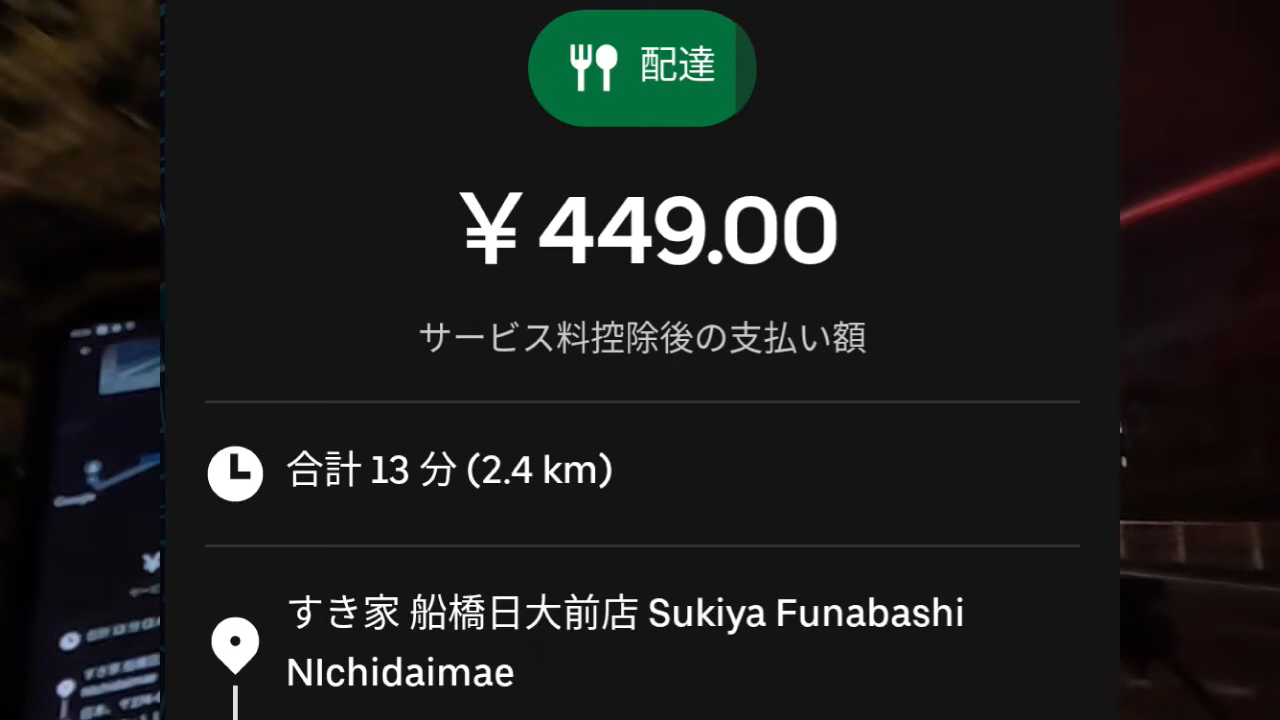 配達
¥449.00
サービス料控除後の支払い額
合計 13 分 (2.4 km)
すき家 船橋日大前店 Sukiya Funabashi
NIchidaimae
Google